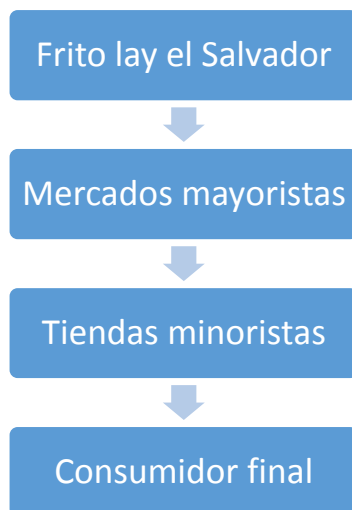 Frito lay el Salvador
Mercados mayoristas
Tiendas minoristas
Consumidor final